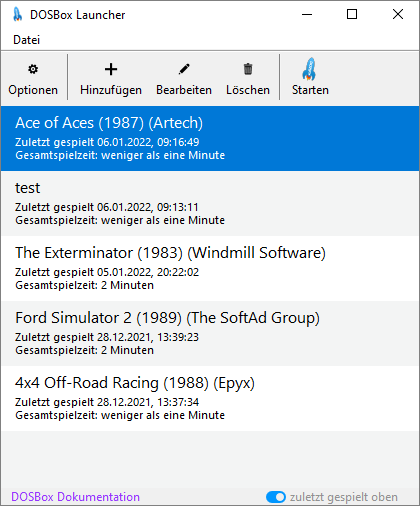 DOSBox Launcher
Datei
Optionen Hinzufügen Bearbeiten Löschen Starten
Ace of Aces (1987) (Artech)
Zuletzt gespielt 06.01.2022, 09:16:49
Gesamtspielzeit: weniger als eine Minute
test
Zuletzt gespielt 06.01.2022, 09:13:11
Gesamtspielzeit: weniger als eine Minute
The Exterminator (1983) (Windmill Software)
Zuletzt gespielt 05.01.2022, 20:22:02
Gesamtspielzeit: 2 Minuten
Ford Simulator 2 (1989) (The SoftAd Group)
Zuletzt gespielt 28.12.2021, 13:39:23
Gesamtspielzeit: 2 Minuten
4x4 Off-Road Racing (1988) (Epyx)
Zuletzt gespielt 28.12.2021, 13:37:34
Gesamtspielzeit: weniger als eine Minute
DOSBox Dokumentation zuletzt gespielt oben